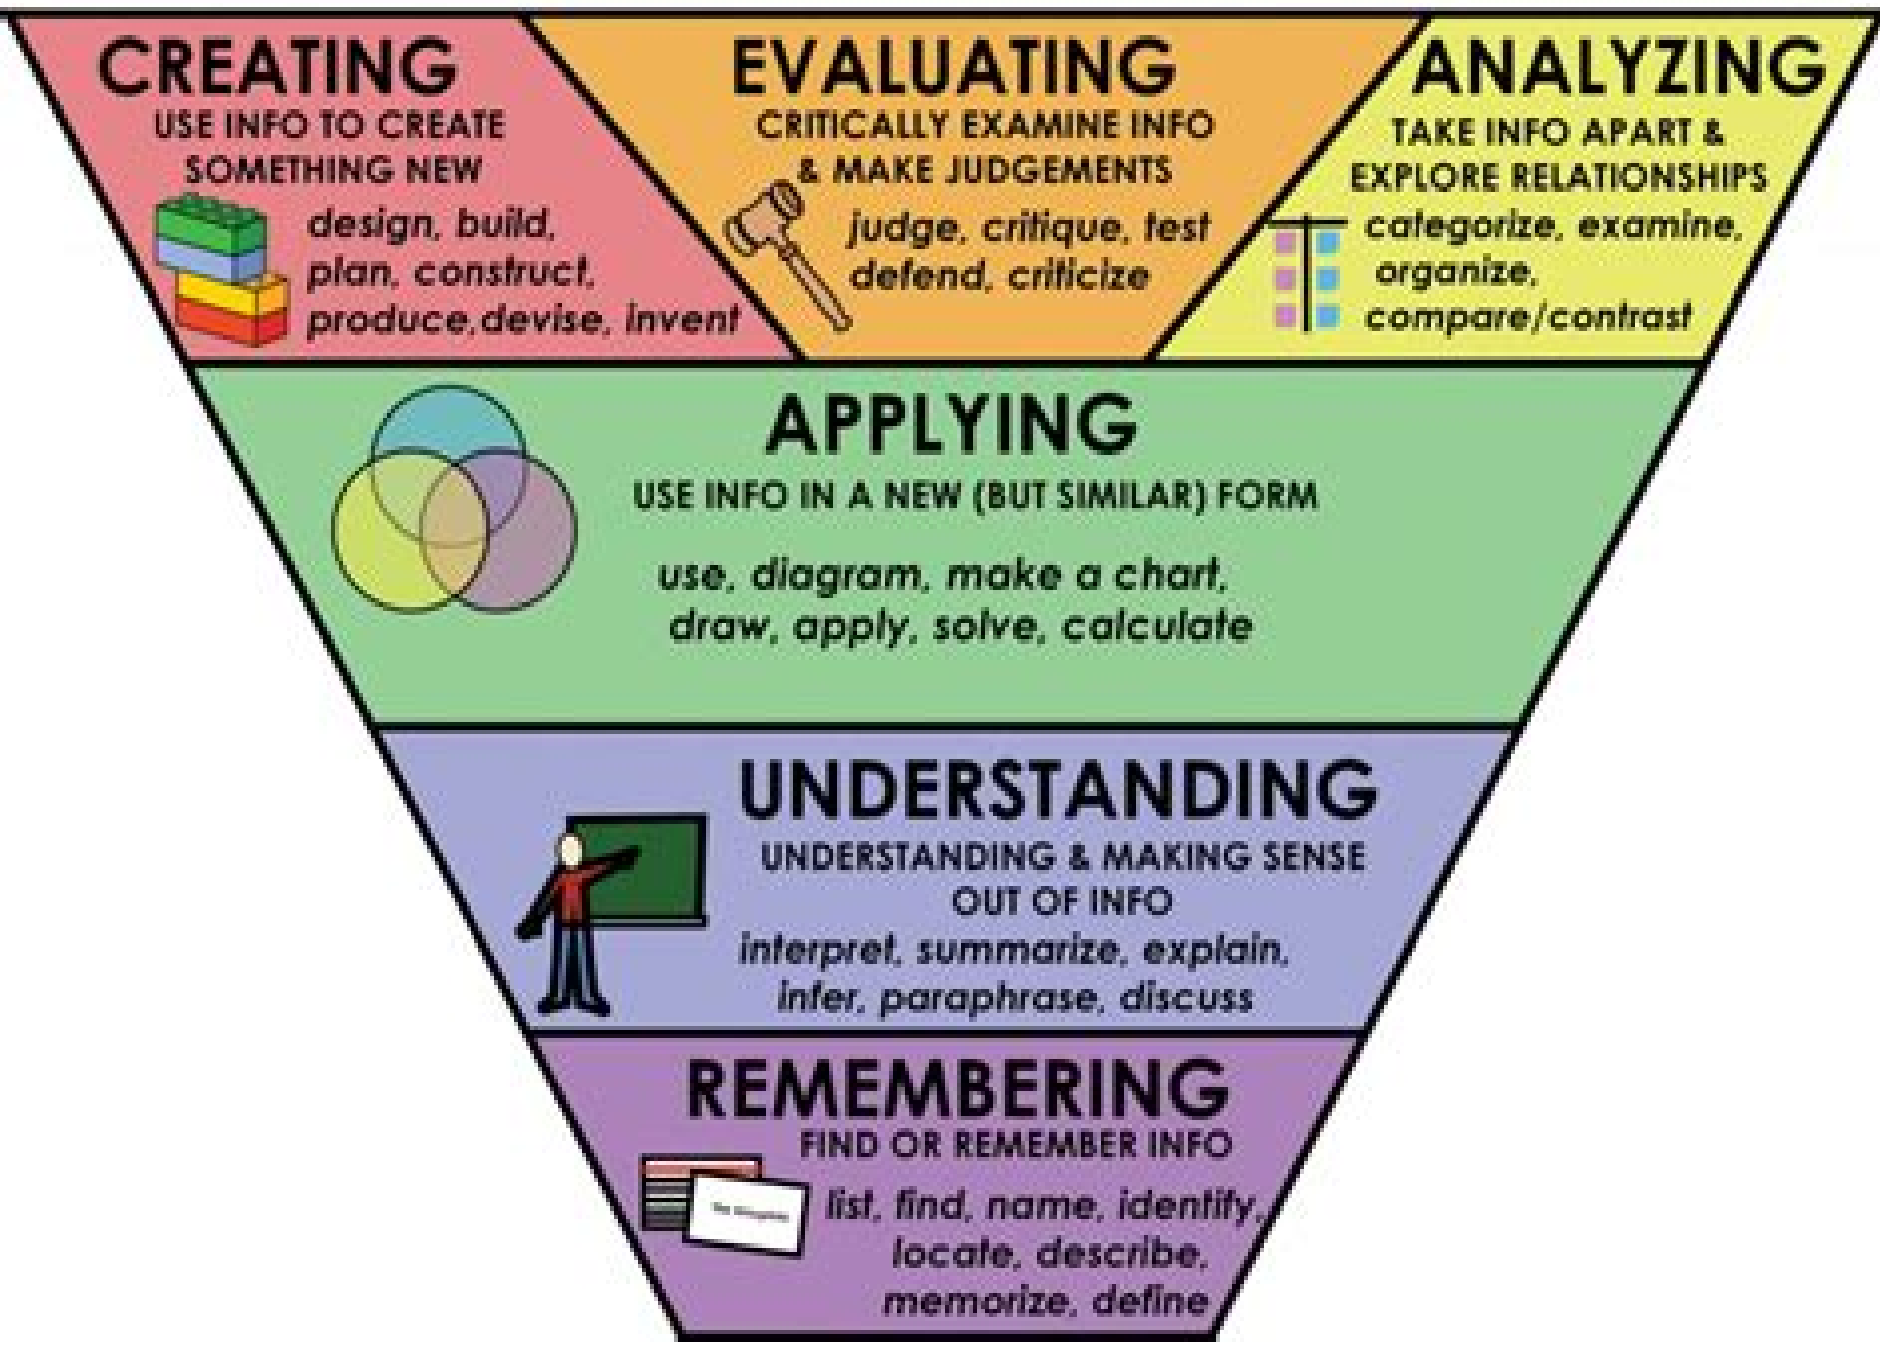 CREATING
USE INFO TO CREATE
SOMETHING NEW
design, build,
plan, construct,
produce,devise, invent
EVALUATING
CRITICALLY EXAMINE INFO
& MAKE JUDGEMENTS
judge, critique, test
defend, criticize
ANALYZING
TAKE INFO APART &
EXPLORE RELATIONSHIPS
categorize, examine,
organize,
compare/contrast
APPLYING
USE INFO IN A NEW (BUT SIMILAR) FORM
use, diagram, make a chart,
draw, apply, solve, calculate
UNDERSTANDING
UNDERSTANDING & MAKING SENSE
OUT OF INFO
interpret, summarize, explain,
infer, paraphrase, discuss
REMEMBERING
FIND OR REMEMBER INFO
list, find, name, identify,
locate, describe,
memorize, define